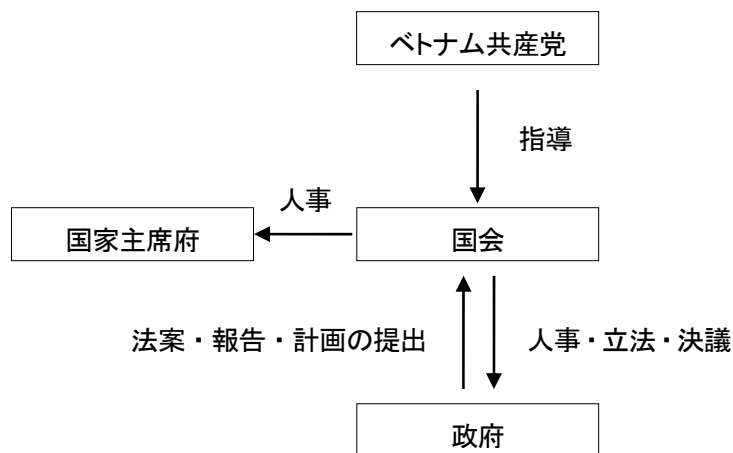 ベトナム共産党
指導
人事
国家主席府
国会
法案・報告・計画の提出
人事・立法・決議
政府